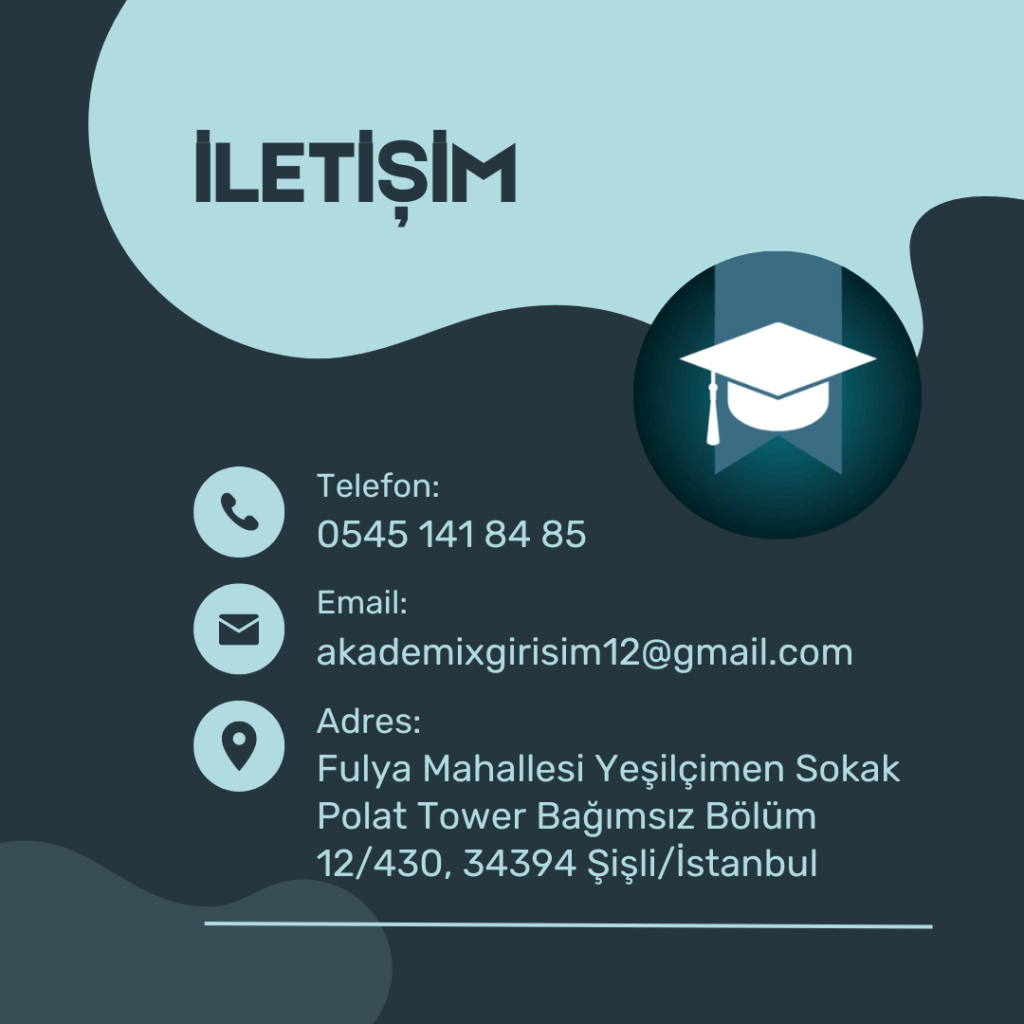 İLETİŞİM
Telefon:
0545 141 84 85
Email:
akademixgirisim12@gmail.com
Adres:
Fulya Mahallesi Yeşilçimen Sokak
Polat Tower Bağımsız Bölüm
12/430, 34394 Şişli/İstanbul